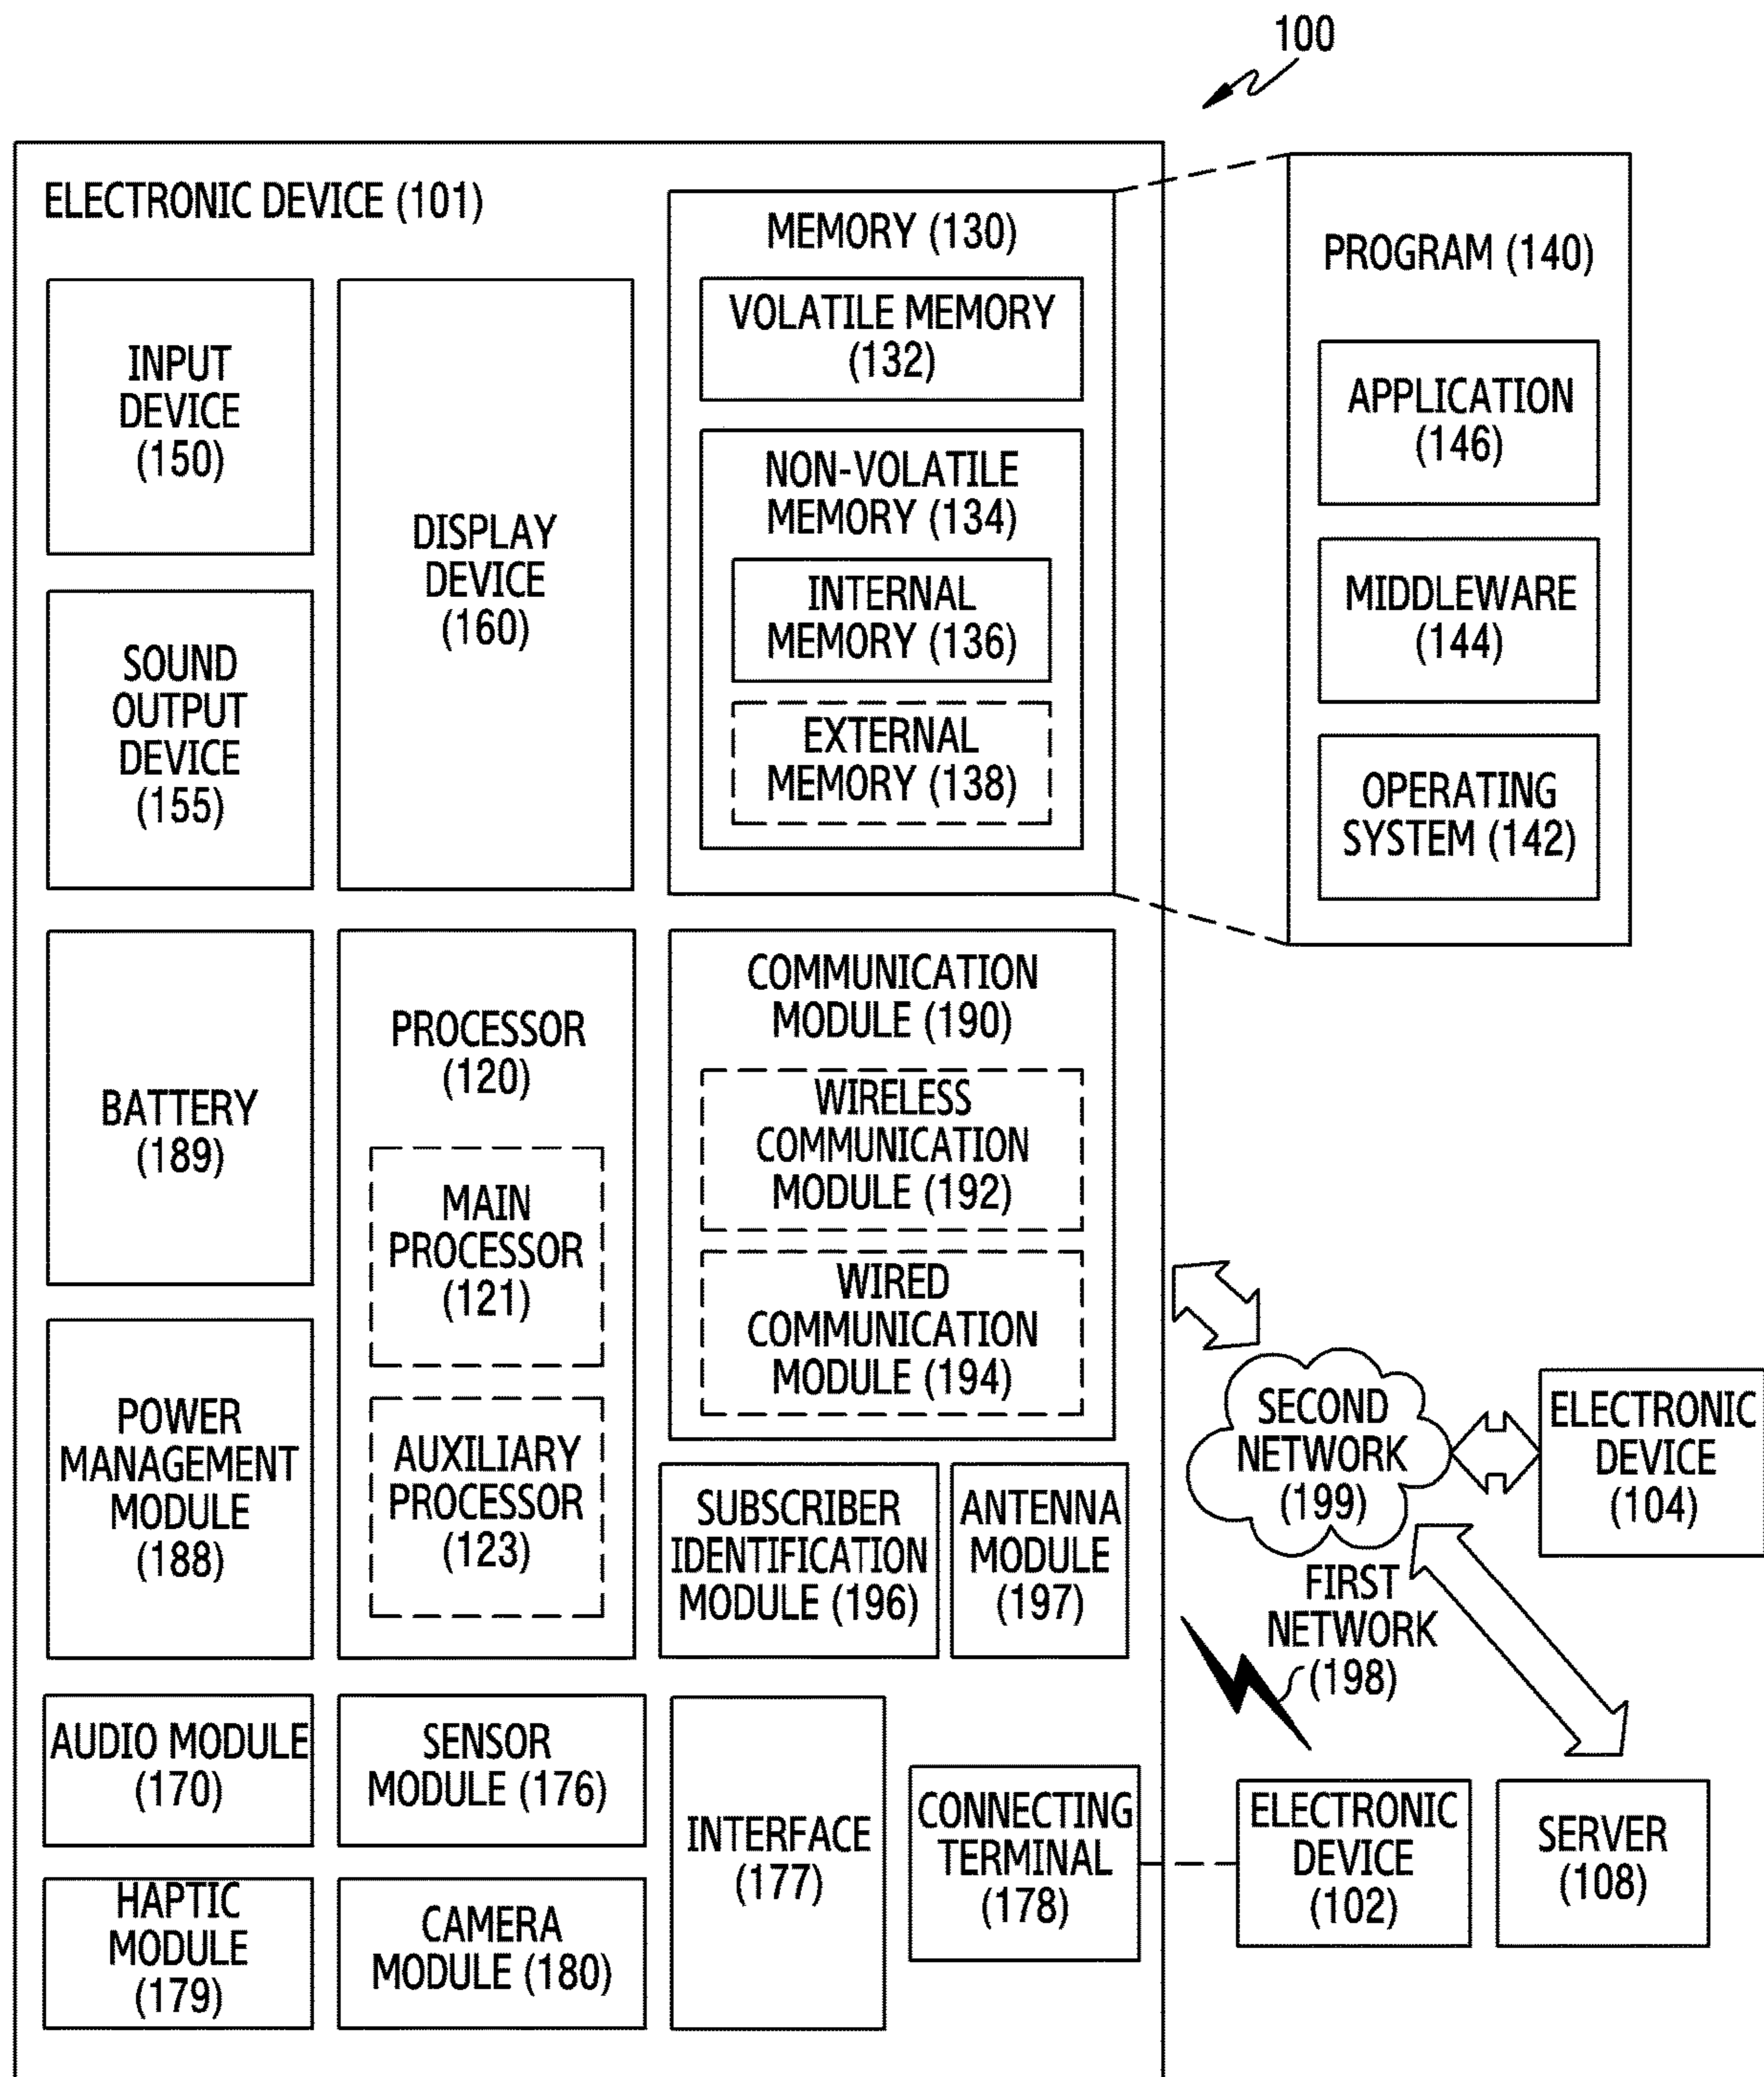 100
ELECTRONIC DEVICE (101)
INPUT
DEVICE
(150)
SOUND
OUTPUT
DEVICE
(155)
DISPLAY
DEVICE
(160)
MEMORY (130)
VOLATILE MEMORY
(132)
NON-VOLATILE
MEMORY (134)
INTERNAL
MEMORY (136)
EXTERNAL
MEMORY (138)
PROGRAM (140)
APPLICATION
(146)
MIDDLEWARE
(144)
OPERATING
SYSTEM (142)
BATTERY
(189)
POWER
MANAGEMENT
MODULE
(188)
PROCESSOR
(120)
MAIN
PROCESSOR
(121)
AUXILIARY
PROCESSOR
(123)
COMMUNICATION
MODULE (190)
WIRELESS
COMMUNICATION
MODULE (192)
WIRED
COMMUNICATION
MODULE (194)
SUBSCRIBER
IDENTIFICATION
MODULE (196)
ANTENNA
MODULE
(197)
SECOND
NETWORK
(199)
ELECTRONIC
DEVICE
(104)
FIRST
NETWORK
(198)
AUDIO MODULE
(170)
SENSOR
MODULE (176)
INTERFACE
(177)
CONNECTING
TERMINAL
(178)
ELECTRONIC
DEVICE
(102)
SERVER
(108)
HAPTIC
MODULE
(179)
CAMERA
MODULE (180)